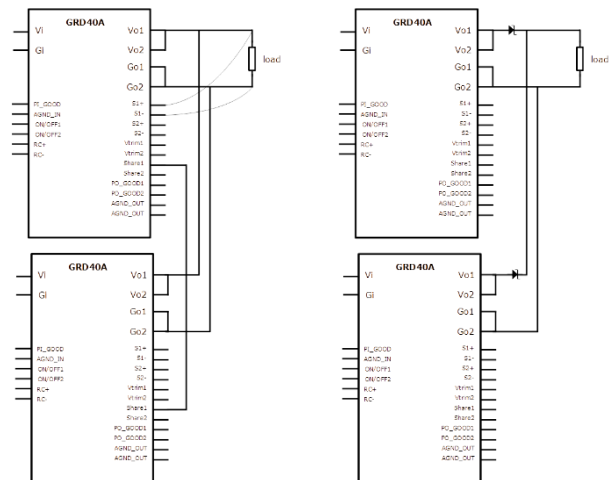 GRD40A
Vi
Gi
PI_GOOD
AGND_IN
ON/OFF1
ON/OFF2
RC+
RC-
Vo1
Vo2
Go1
Go2
S1+
S1-
S2+
S2-
Vtrim1
Vtrim2
Share1
Share2
PO_GOOD1
PO_GOOD2
AGND_OUT
AGND_OUT
load
GRD40A
Vi
Gi
PI_GOOD
AGND_IN
ON/OFF1
ON/OFF2
RC+
RC-
Vo1
Vo2
Go1
Go2
S1+
S1-
S2+
S2-
Vtrim1
Vtrim2
Share1
Share2
PO_GOOD1
PO_GOOD2
AGND_OUT
AGND_OUT
GRD40A
Vi
Gi
PI_GOOD
AGND_IN
ON/OFF1
ON/OFF2
RC+
RC-
Vo1
Vo2
Go1
Go2
S1+
S1-
S2+
S2-
Vtrim1
Vtrim2
Share1
Share2
PO_GOOD1
PO_GOOD2
AGND_OUT
AGND_OUT
load
GRD40A
Vi
Gi
PI_GOOD
AGND_IN
ON/OFF1
ON/OFF2
RC+
RC-
Vo1
Vo2
Go1
Go2
S1+
S1-
S2+
S2-
Vtrim1
Vtrim2
Share1
Share2
PO_GOOD1
PO_GOOD2
AGND_OUT
AGND_OUT